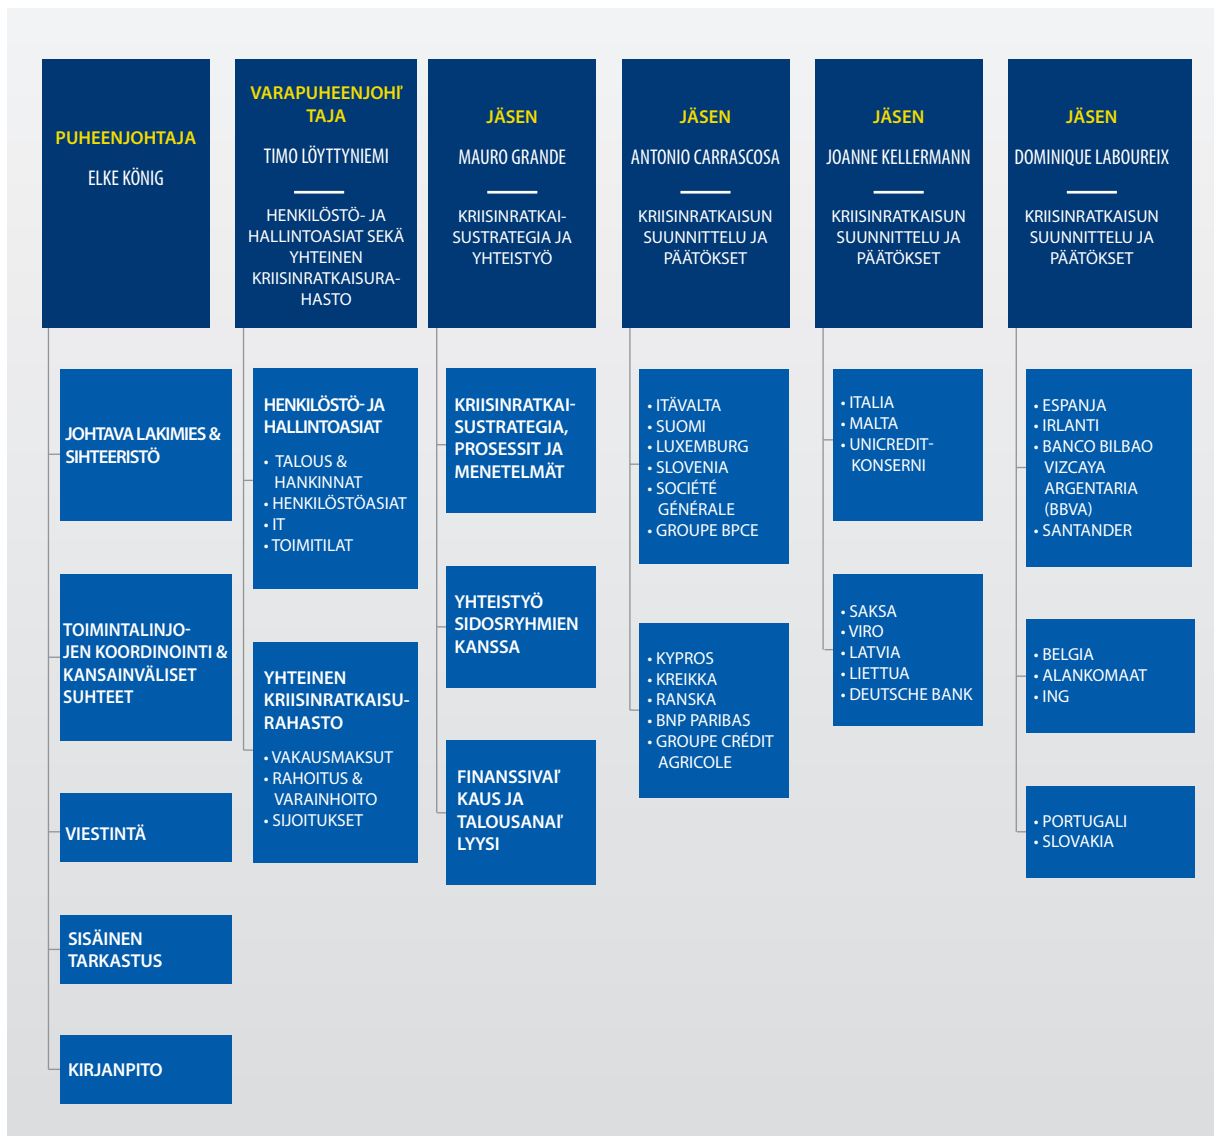 PUHEENJOHTAJA
ELKE KÖNIG
JOHTAVA LAKIMIES &
SIHTEERISTÖ
TOIMINTALINJO-
JEN KOORDINOINTI &
KANSAINVÄLISET
SUHTEET
VIESTINTÄ
SISÄINEN
TARKASTUS
KIRJANPITO
VARAPUHEENJOHľ
TAJA
TIMO LÖYTTYNIEMI
HENKILÖSTÖ- JA
HALLINTOASIAT SEKÄ
YHTEINEN
KRIISINRATKAISURA-
HASTO
HENKILÖSTÖ- JA
HALLINTOASIAT
• TALOUS &
HANKINNAT
• HENKILÖSTÖASIAT
• IT
• TOIMITILAT
YHTEINEN
KRIISINRATKAISU-
RAHASTO
• VAKAUSMAKSUT
• RAHOITUS &
VARAINHOITO
• SIJOITUKSET
JÄSEN
MAURO GRANDE
KRIISINRATKAI-
SUSTRATEGIA JA
YHTEISTYÖ
KRIISINRATKAI-
SUSTRATEGIA,
PROSESSIT JA
MENETELMÄT
YHTEISTYÖ
SIDOSRYHMIEN
KANSSA
FINANSSIVAľ
KAUS JA
TALOUSANAľ
LYYSI
JÄSEN
ANTONIO CARRASCOSA
KRIISINRATKAISUN
SUUNNITTELU JA
PÄÄTÖKSET
• ITÄVALTA
• SUOMI
• LUXEMBURG
• SLOVENIA
• SOCIÉTÉ
GÉNÉRALE
• GROUPE BPCE
• KYPROS
• KREIKKA
• RANSKA
• BNP PARIBAS
• GROUPE CRÉDIT
AGRICOLE
JÄSEN
JOANNE KELLERMANN
KRIISINRATKAISUN
SUUNNITTELU JA
PÄÄTÖKSET
• ITALIA
• MALTA
• UNICREDIT-
KONSERNI
• SAKSA
• VIRO
• LATVIA
• LIETTUA
• DEUTSCHE BANK
JÄSEN
DOMINIQUE LABOUREIX
KRIISINRATKAISUN
SUUNNITTELU JA
PÄÄTÖKSET
• ESPANJA
• IRLANTI
• BANCO BILBAO
VIZCAYA
ARGENTARIA
(BBVA)
• SANTANDER
• BELGIA
• ALANKOMAAT
• ING
• PORTUGALI
• SLOVAKIA